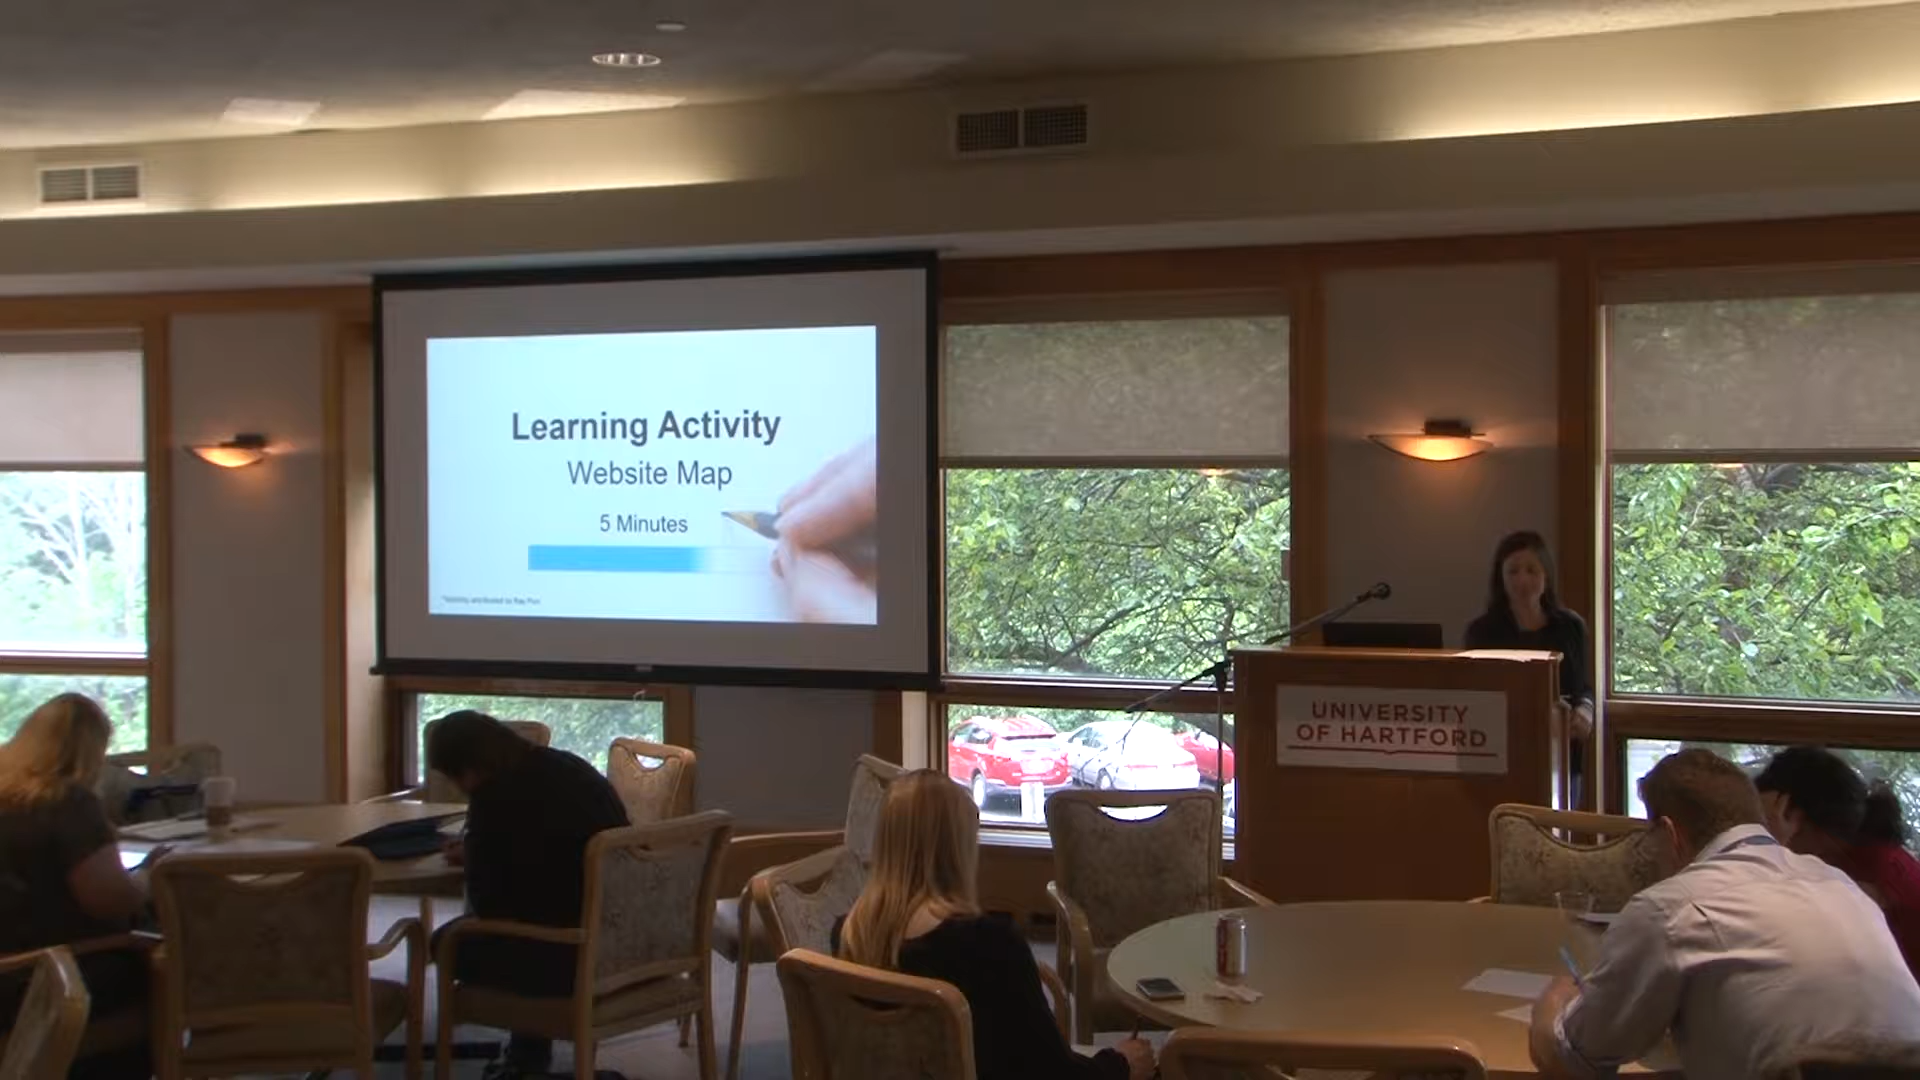 Learning Activity
Website Map
5 Minutes
UNIVERSITY
OF HARTFORD